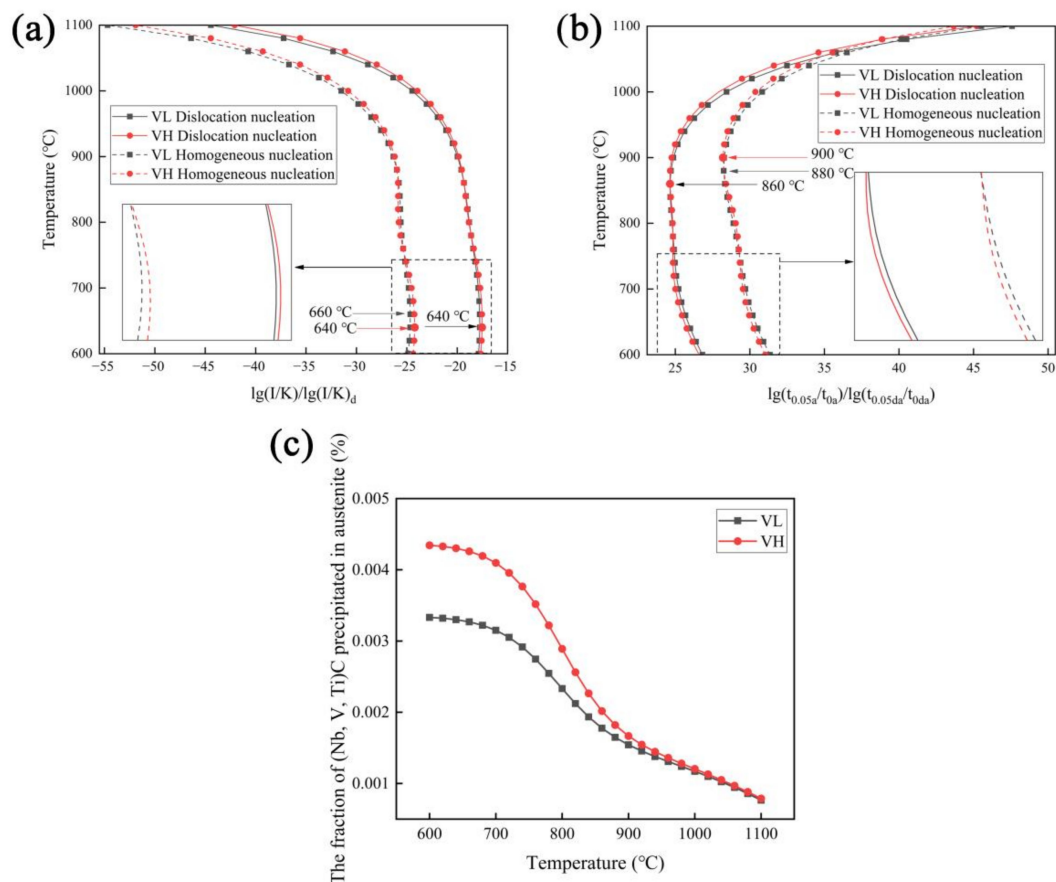 (a)
1100
1000
900
800
700
600
Temperature (℃)
VL Dislocation nucleation
VH Dislocation nucleation
VL Homogeneous nucleation
VH Homogeneous nucleation
660 ℃
640 ℃
640 ℃
−55 −50 −45 −40 −35 −30 −25 −20 −15
lg(I/K)/lg(I/K)d
(b)
1100
1000
900
800
700
600
Temperature (℃)
VL Dislocation nucleation
VH Dislocation nucleation
VL Homogeneous nucleation
VH Homogeneous nucleation
900 ℃
880 ℃
860 ℃
25 30 35 40 45 50
lg(t0.05a/t0a)/lg(t0.05da/t0da)
(c)
The fraction of (Nb, V, Ti)C precipitated in austenite (%)
0.005
0.004
0.003
0.002
0.001
VL
VH
600 700 800 900 1000 1100
Temperature (℃)